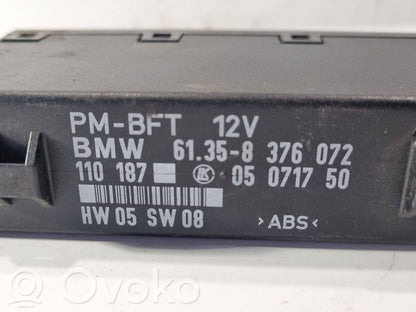 PM-BFT 12V
BMW 61.35-8 376 072
110 187 LK 05 0717 50
HW 05 SW 08 >ABS<
OVOKO